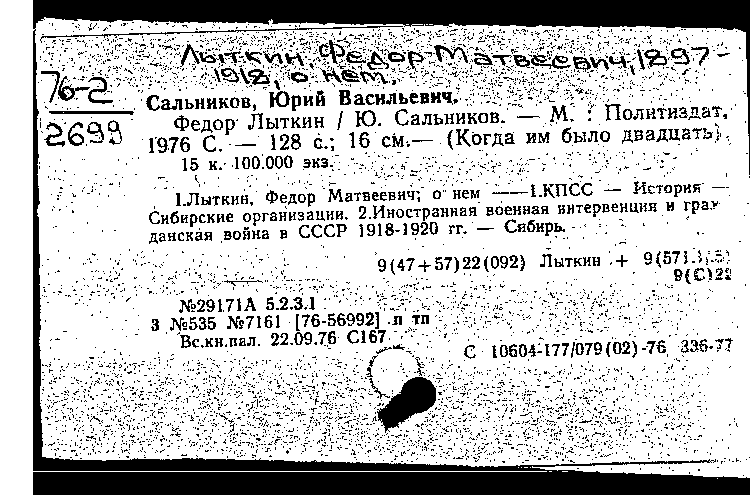 Лыткин, Федор Матвеевич, 1897-
1918, о нем.
76-2
2699
Сальников, Юрий Васильевич.
Федор Лыткин / Ю. Сальников. — М. : Политиздат,
1976 С. — 128 с.; 16 см.— (Когда им было двадцать).
15 к. 100.000 экз.
1.Лыткин, Федор Матвеевич; о нем ——1.КПСС — История —
Сибирские организации. 2.Иностранная военная интервенция и граж
данская война в СССР 1918-1920 гг. — Сибирь.
9(47+57)22(092) Лыткин +
9(С)22
№29171А 5.2.3.1
3 №535 №7161 [76-56992] п тп
Вс.кн.пал. 22.09.76 С167
С 10604-177/079(02)-76 336-77